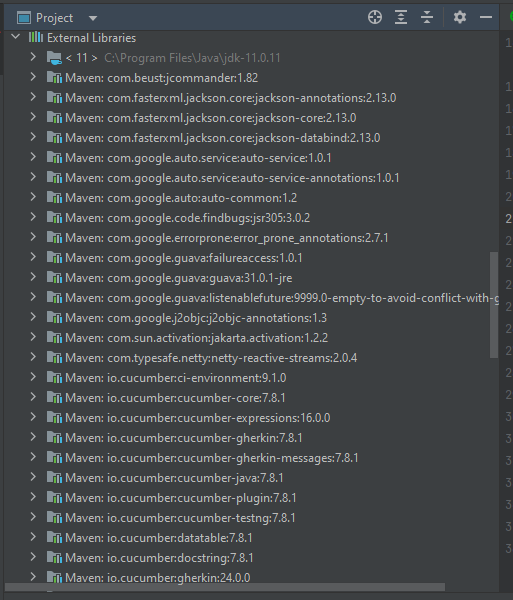 Project
External Libraries
< 11 > C:\Program Files\Java\jdk-11.0.11
Maven: com.beust:jcommander:1.82
Maven: com.fasterxml.jackson.core:jackson-annotations:2.13.0
Maven: com.fasterxml.jackson.core:jackson-core:2.13.0
Maven: com.fasterxml.jackson.core:jackson-databind:2.13.0
Maven: com.google.auto.service:auto-service:1.0.1
Maven: com.google.auto.service:auto-service-annotations:1.0.1
Maven: com.google.auto:auto-common:1.2
Maven: com.google.code.findbugs:jsr305:3.0.2
Maven: com.google.errorprone:error_prone_annotations:2.7.1
Maven: com.google.guava:failureaccess:1.0.1
Maven: com.google.guava:guava:31.0.1-jre
Maven: com.google.guava:listenablefuture:9999.0-empty-to-avoid-conflict-with-g
Maven: com.google.j2objc:j2objc-annotations:1.3
Maven: com.sun.activation:jakarta.activation:1.2.2
Maven: com.typesafe.netty:netty-reactive-streams:2.0.4
Maven: io.cucumber:ci-environment:9.1.0
Maven: io.cucumber:cucumber-core:7.8.1
Maven: io.cucumber:cucumber-expressions:16.0.0
Maven: io.cucumber:cucumber-gherkin:7.8.1
Maven: io.cucumber:cucumber-gherkin-messages:7.8.1
Maven: io.cucumber:cucumber-java:7.8.1
Maven: io.cucumber:cucumber-plugin:7.8.1
Maven: io.cucumber:cucumber-testng:7.8.1
Maven: io.cucumber:datatable:7.8.1
Maven: io.cucumber:docstring:7.8.1
Maven: io.cucumber:gherkin:24.0.0